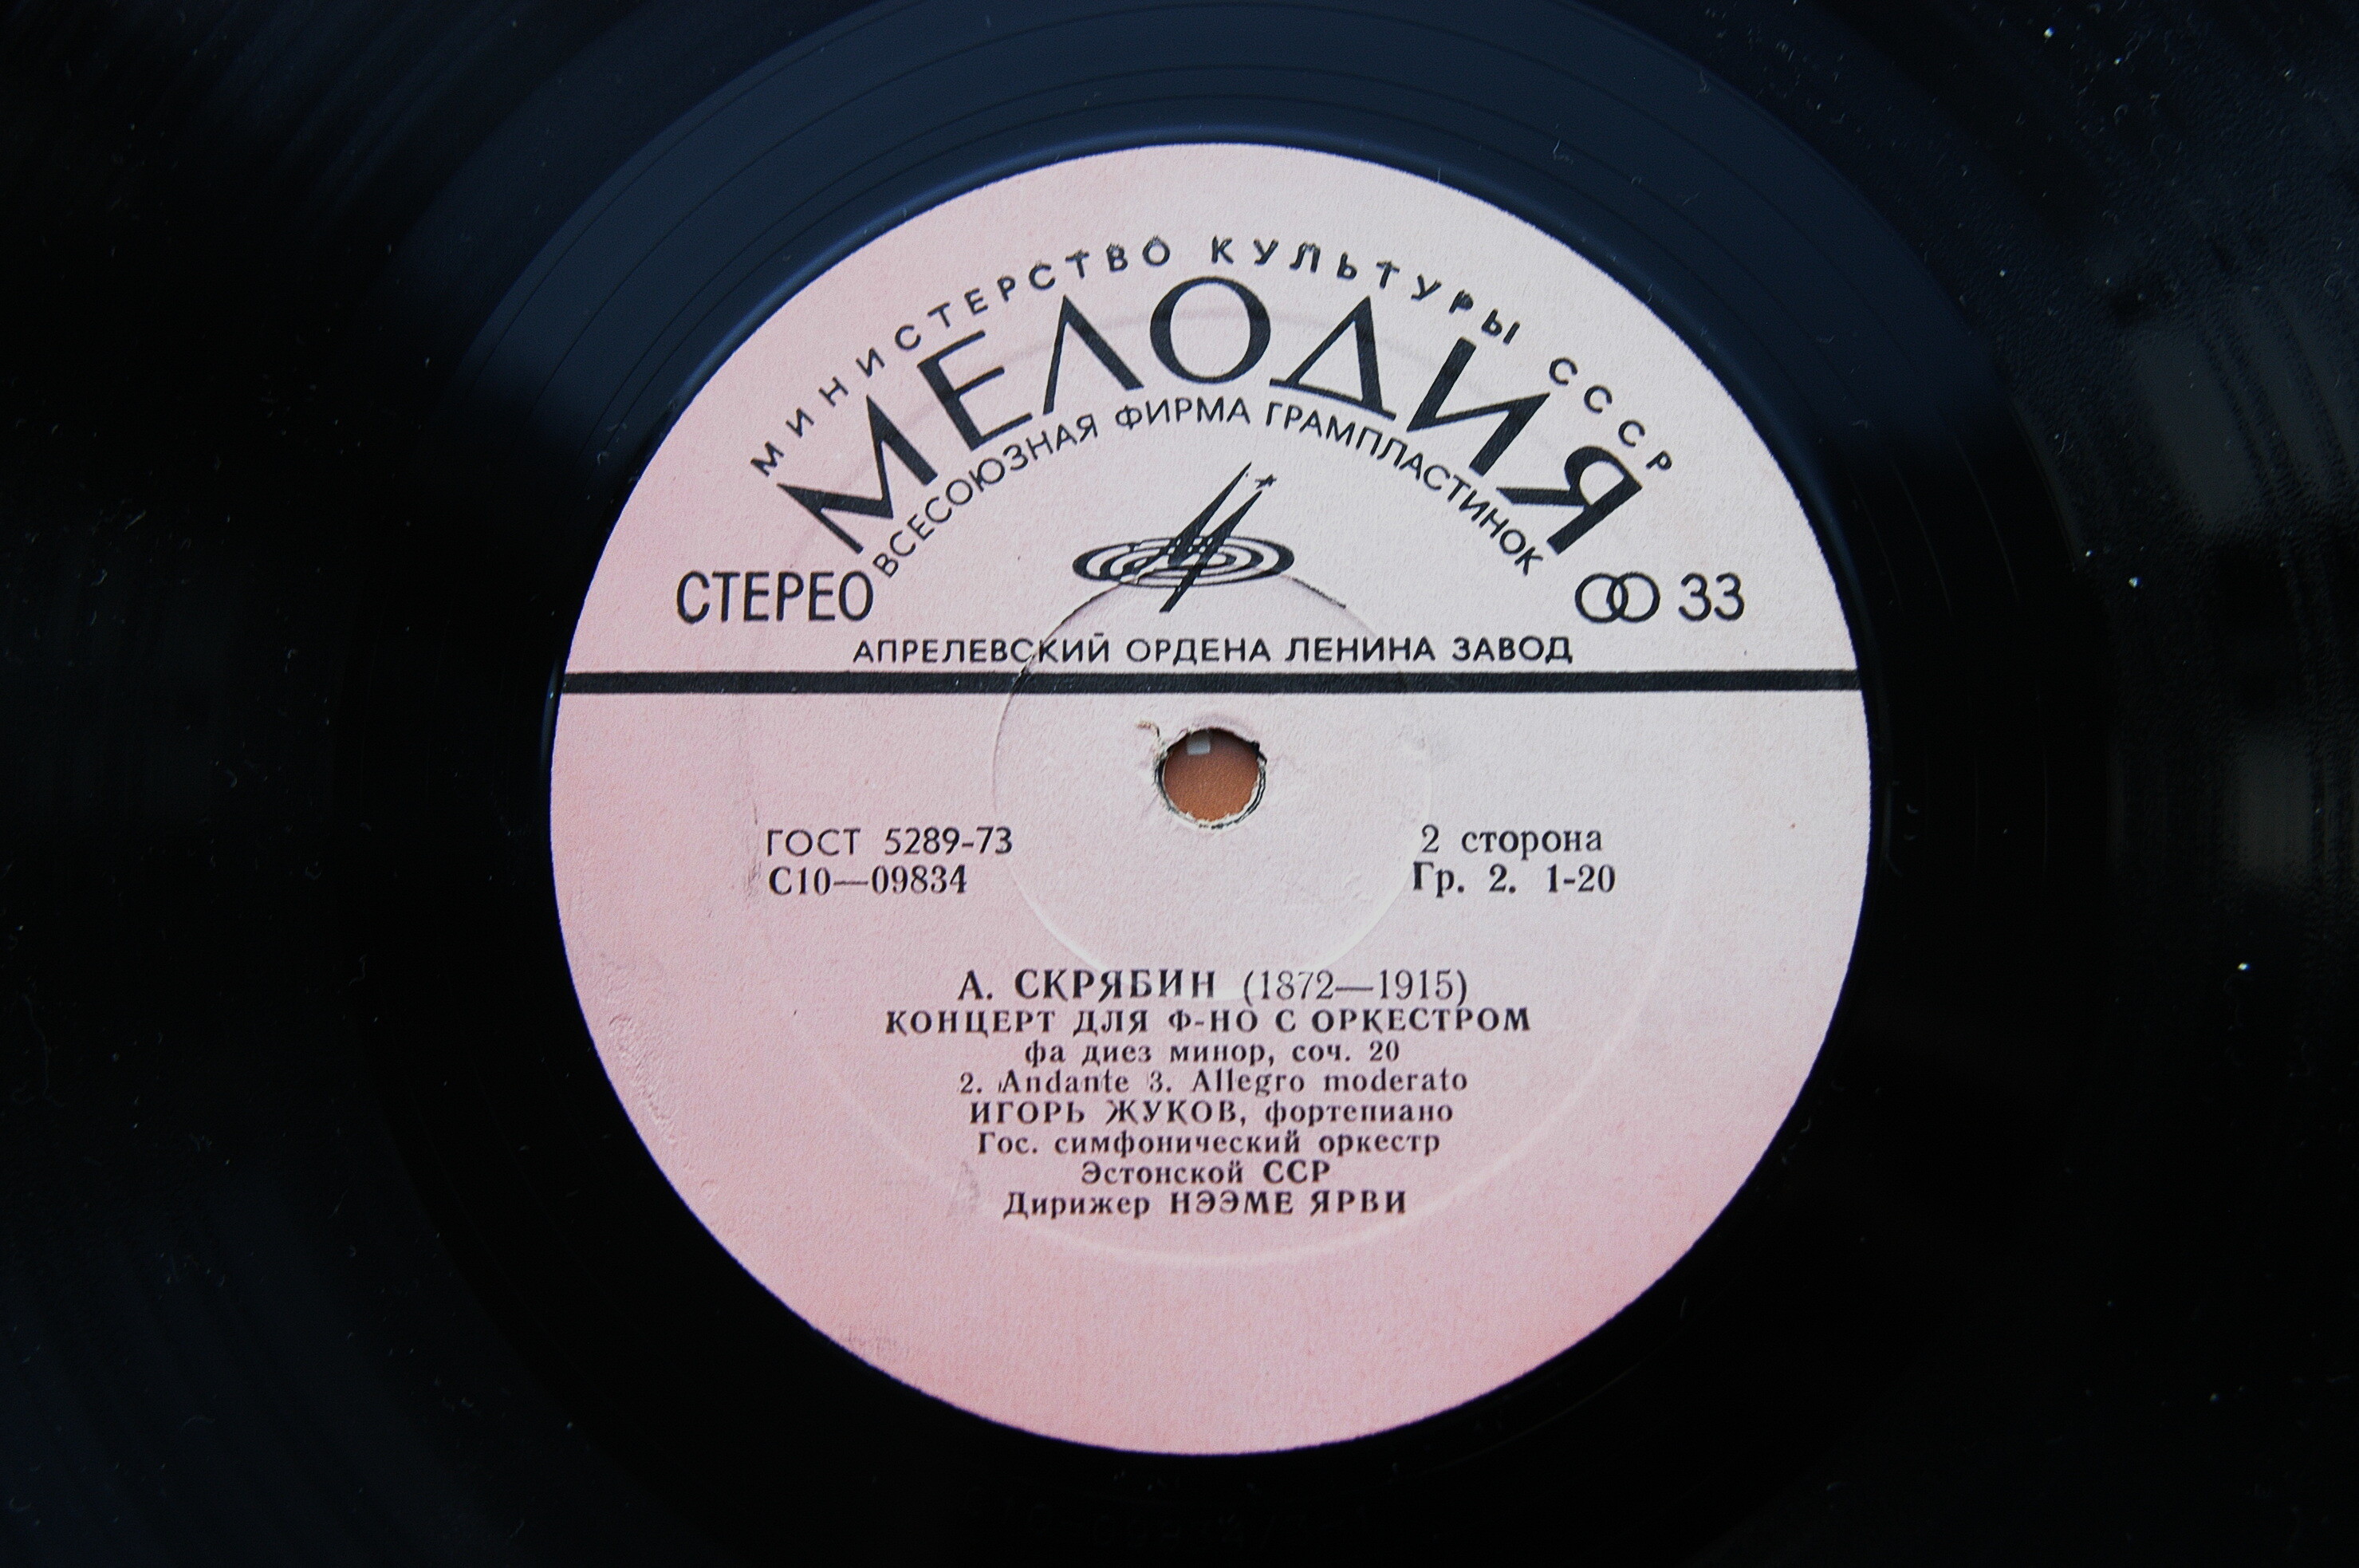 МИНИСТЕРСТВО КУЛЬТУРЫ СССР
МЕЛОДИЯ
ВСЕСОЮЗНАЯ ФИРМА ГРАМПЛАСТИНОК
СТЕРЕО
33
АПРЕЛЕВСКИЙ ОРДЕНА ЛЕНИНА ЗАВОД
ГОСТ 5289-73
С10—09834
2 сторона
Гр. 2. 1-20
А. СКРЯБИН (1872—1915)
КОНЦЕРТ ДЛЯ Ф-НО С ОРКЕСТРОМ
фа диез минор, соч. 20
2. Andante 3. Allegro moderato
ИГОРЬ ЖУКОВ, фортепиано
Гос. симфонический оркестр
Эстонской ССР
Дирижер НЭЭМЕ ЯРВИ